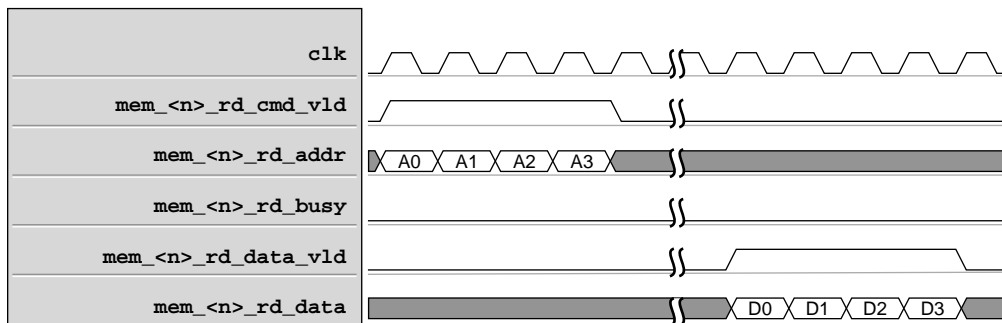 clk
mem_<n>_rd_cmd_vld
mem_<n>_rd_addr A0 A1 A2 A3
mem_<n>_rd_busy
mem_<n>_rd_data_vld
mem_<n>_rd_data D0 D1 D2 D3